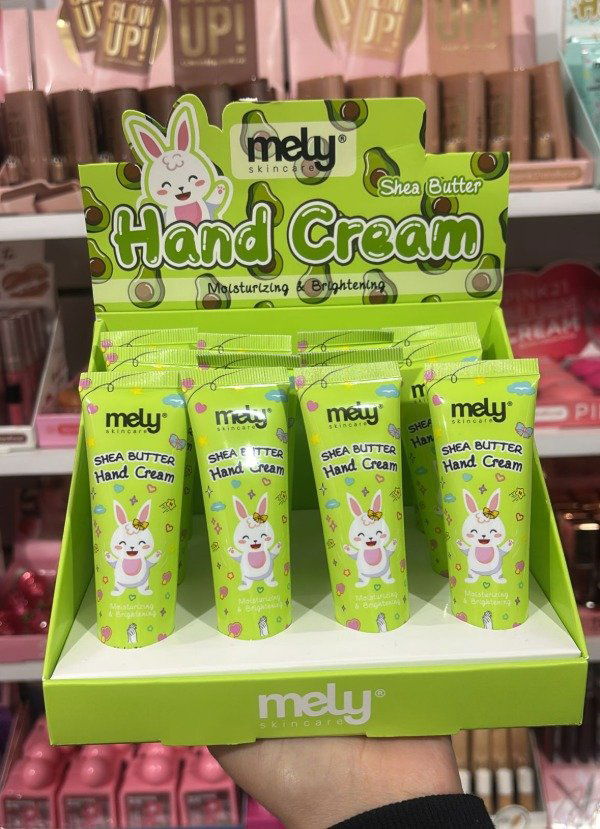 GLOW
UP!
GLOW
UP!
mely®
skincare
Shea Butter
Hand Cream
Moisturizing & Brightening
mely®
skincare
SHEA BUTTER
Hand Cream
Moisturizing
& Brightening
mely®
skincare
SHEA BUTTER
Hand Cream
Moisturizing
& Brightening
mely®
skincare
SHEA BUTTER
Hand Cream
Moisturizing
& Brightening
mely®
skincare
SHEA BUTTER
Hand Cream
Moisturizing
& Brightening
mely®
skincare